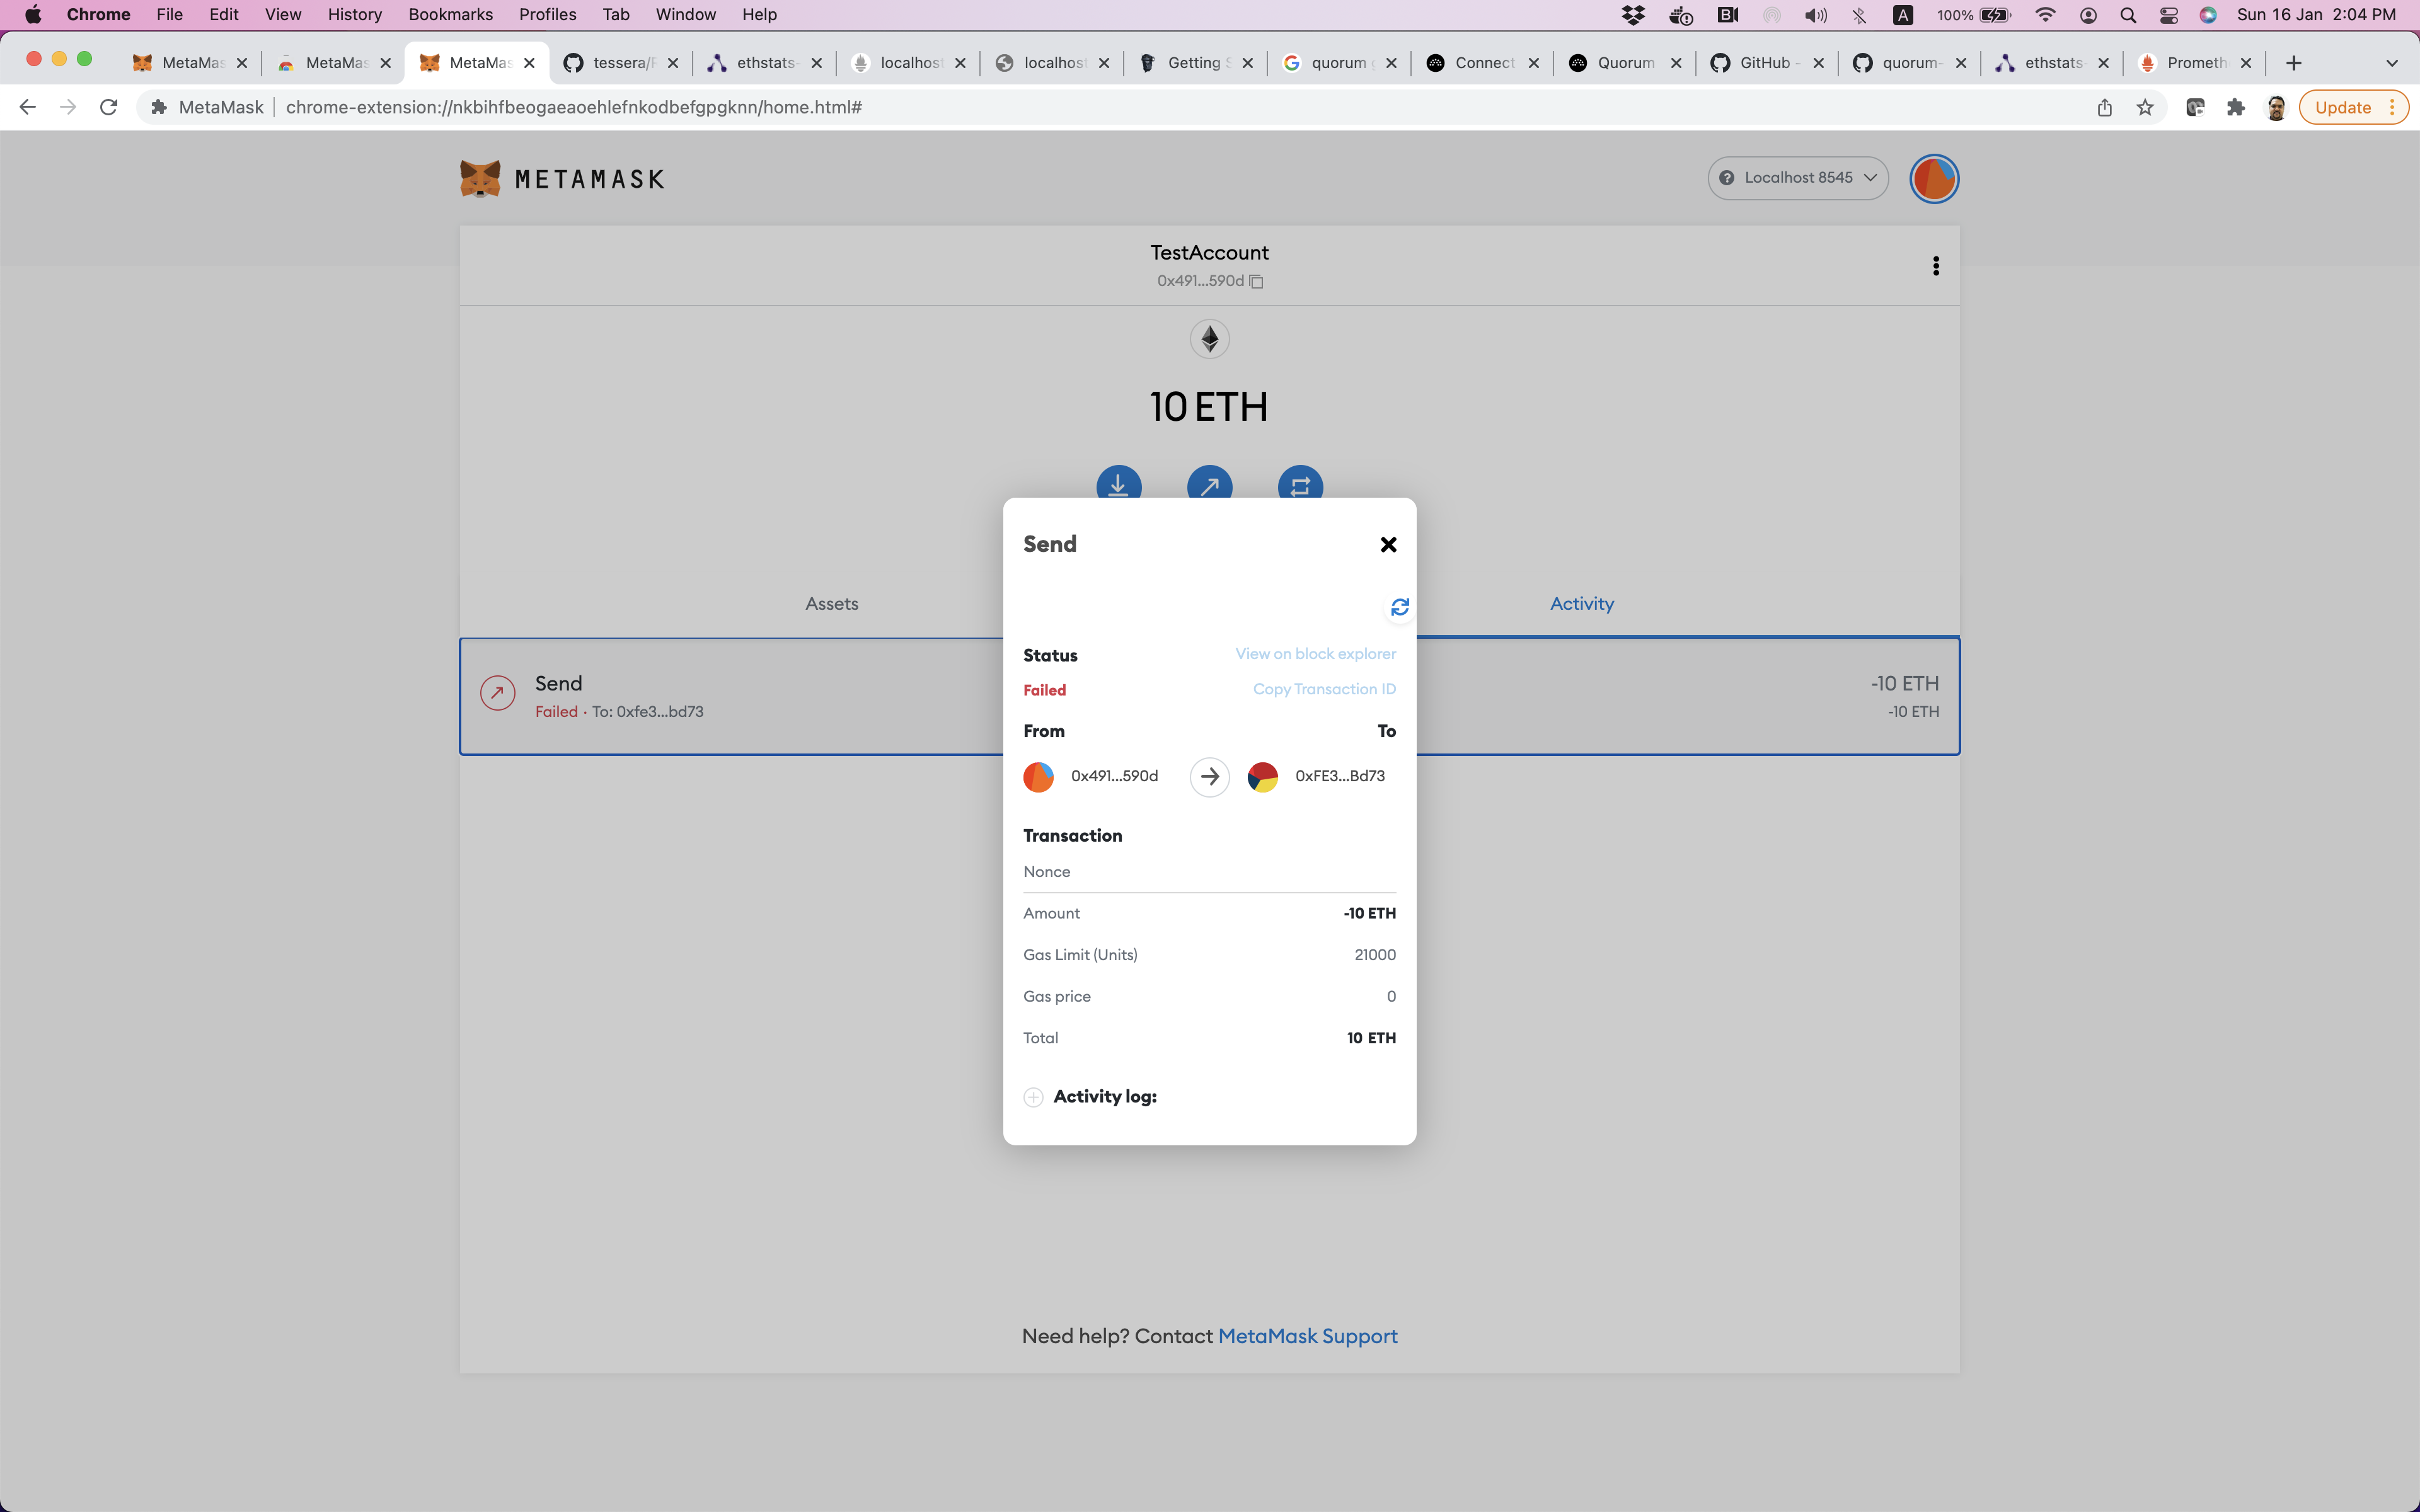 Chrome File Edit View History Bookmarks Profiles Tab Window Help A 100% Sun 16 Jan 2:04 PM
MetaMas MetaMas MetaMas tessera/ ethstats- localhost localhost Getting quorum Connect Quorum GitHub - quorum- ethstats- Prometh
MetaMask chrome-extension://nkbihfbeogaeaoehlefnkodbefgpgknn/home.html# Update
METAMASK
Localhost 8545
TestAccount
0x491...590d
10 ETH
Assets
Activity
Send
Failed · To: 0xfe3...bd73
-10 ETH
-10 ETH
Send
Status
View on block explorer
Failed
Copy Transaction ID
From
To
0x491...590d
0xFE3...Bd73
Transaction
Nonce
Amount
-10 ETH
Gas Limit (Units)
21000
Gas price
0
Total
10 ETH
Activity log:
Need help? Contact MetaMask Support